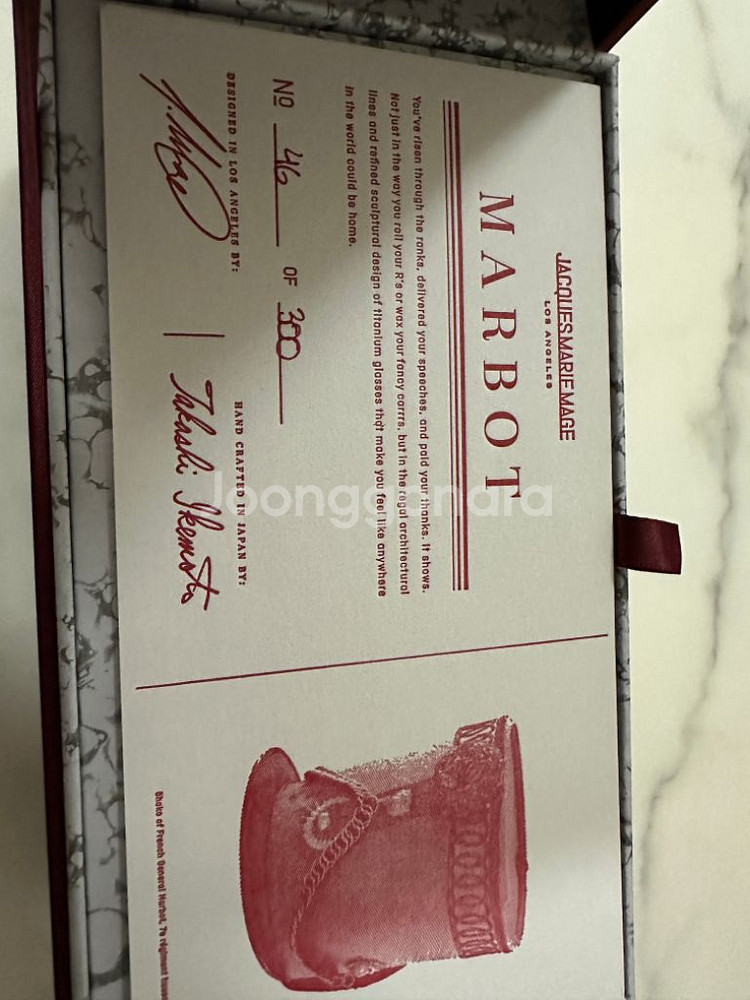 JACQUES MARIE MAGE
LOS ANGELES
MARBOT
You've risen through the ranks, delivered your speeches, and paid your thanks. It shows.
Not just in the way you roll your R's or wax your fancy carrrs, but in the regal architectural
lines and refined sculptural design of titanium glasses that make you feel like anywhere
in the world could be home.
Nº 46 OF 300
DESIGNED IN LOS ANGELES BY:
HAND CRAFTED IN JAPAN BY:
Takashi Ikemoto
Shako of French General Marbot, 7e régiment
Joonggonara